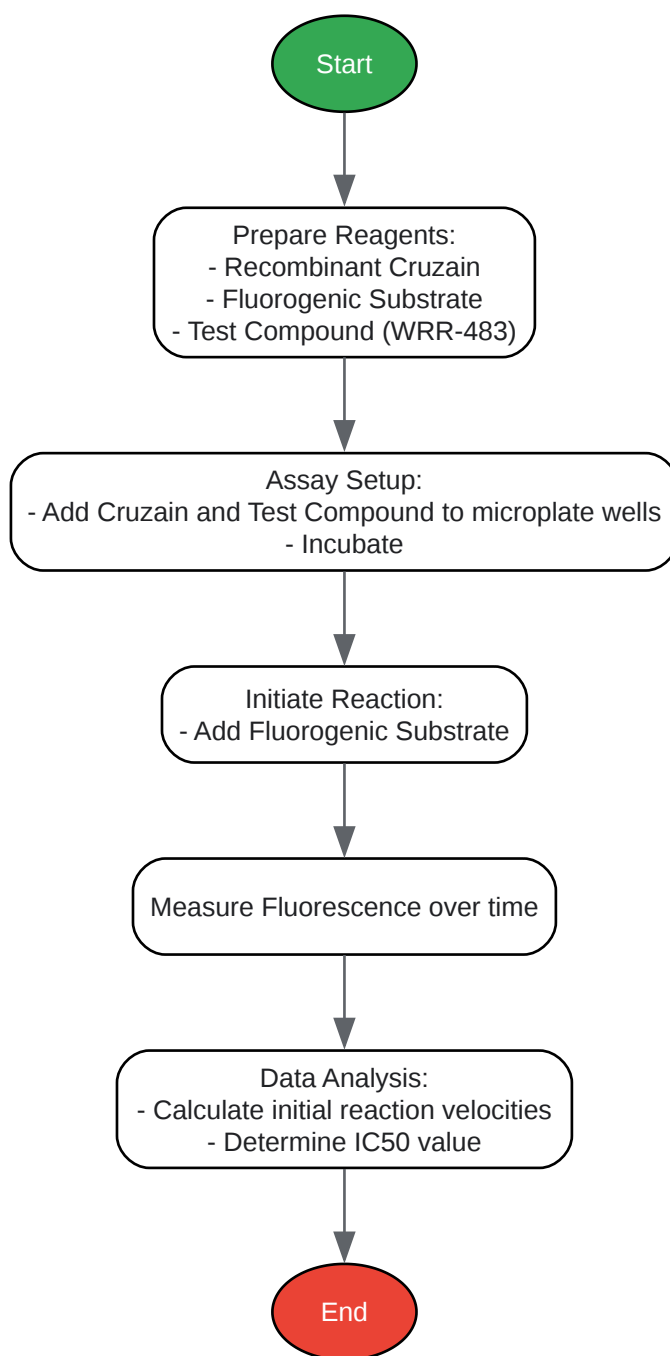 Start
Prepare Reagents:
- Recombinant Cruzain
- Fluorogenic Substrate
- Test Compound (WRR-483)
Assay Setup:
- Add Cruzain and Test Compound to microplate wells
- Incubate
Initiate Reaction:
- Add Fluorogenic Substrate
Measure Fluorescence over time
Data Analysis:
- Calculate initial reaction velocities
- Determine IC50 value
End